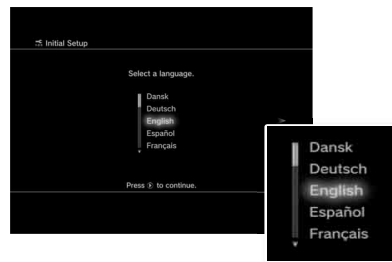 Initial Setup
Select a language.
Dansk
Deutsch
English
Español
Français
Press ⓧ to continue.
Dansk
Deutsch
English
Español
Français